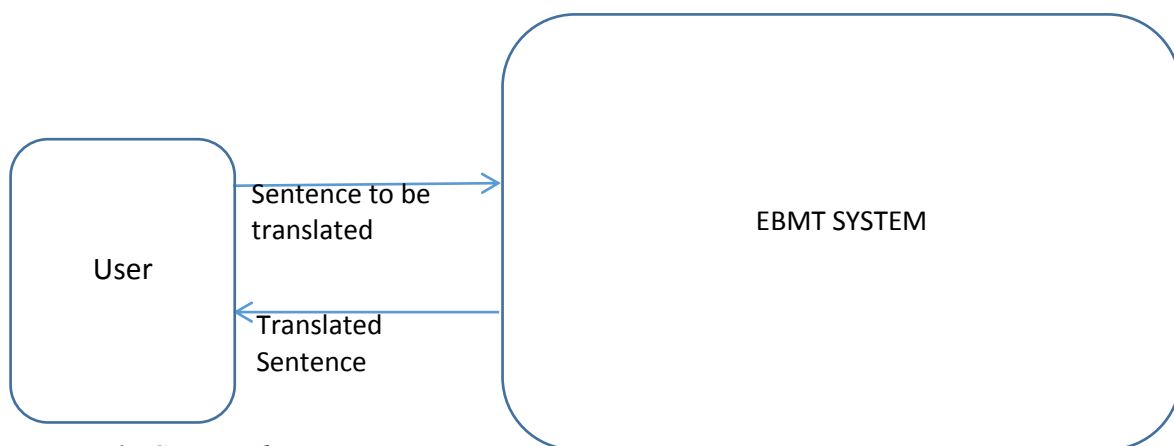 Sentence to be
translated
EBMT SYSTEM
User
Translated
Sentence